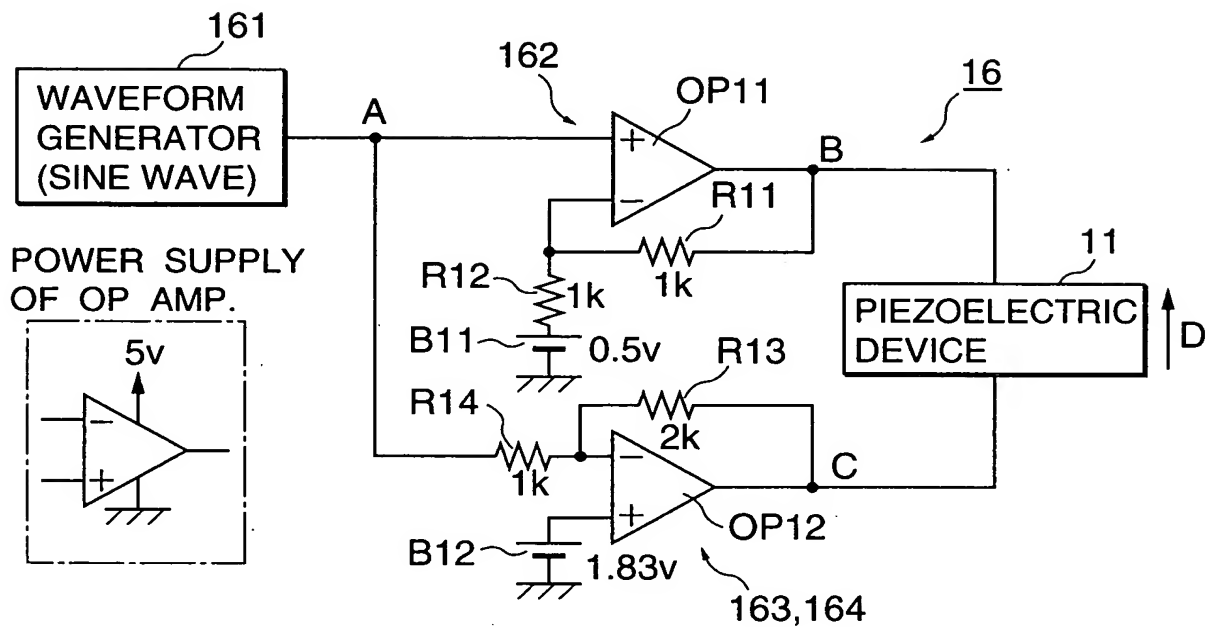 161
WAVEFORM
GENERATOR
(SINE WAVE)
A
162
OP11
16
+
−
B
R11
1k
R12
1k
B11
0.5v
POWER SUPPLY
OF OP AMP.
5v
−
+
11
PIEZOELECTRIC
DEVICE
D
R13
2k
R14
1k
−
+
C
OP12
B12
1.83v
163,164